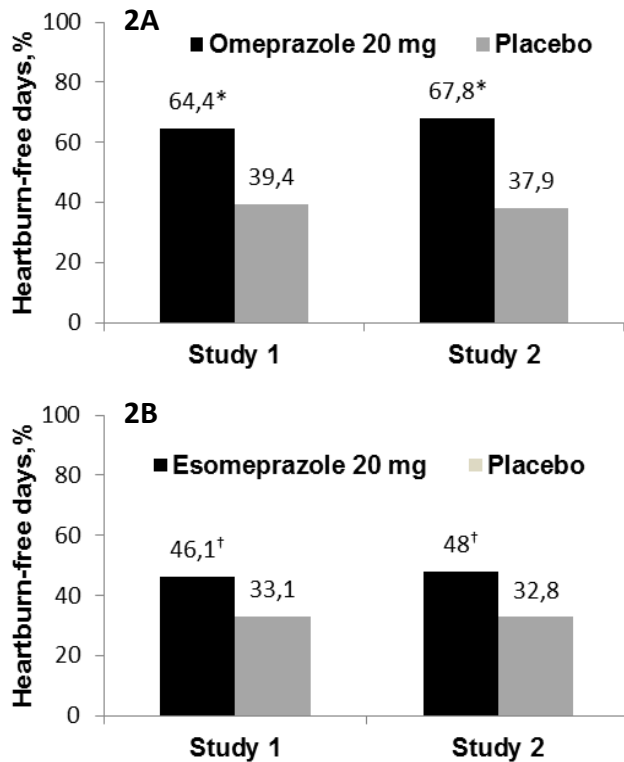 2A
Omeprazole 20 mg Placebo
Heartburn-free days,%
100
80
60
40
20
0
64,4*
39,4
67,8*
37,9
Study 1 Study 2
2B
Esomeprazole 20 mg Placebo
Heartburn-free days,%
100
80
60
40
20
0
46,1†
33,1
48†
32,8
Study 1 Study 2